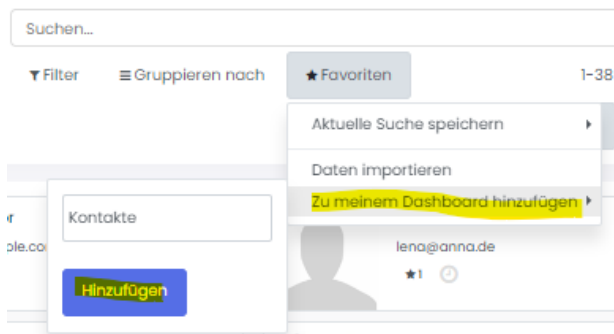 Suchen...
Filter Gruppieren nach Favoriten 1-38
Aktuelle Suche speichern
Daten importieren
Zu meinem Dashboard hinzufügen
Kontakte
lena@anna.de
1
Hinzufügen